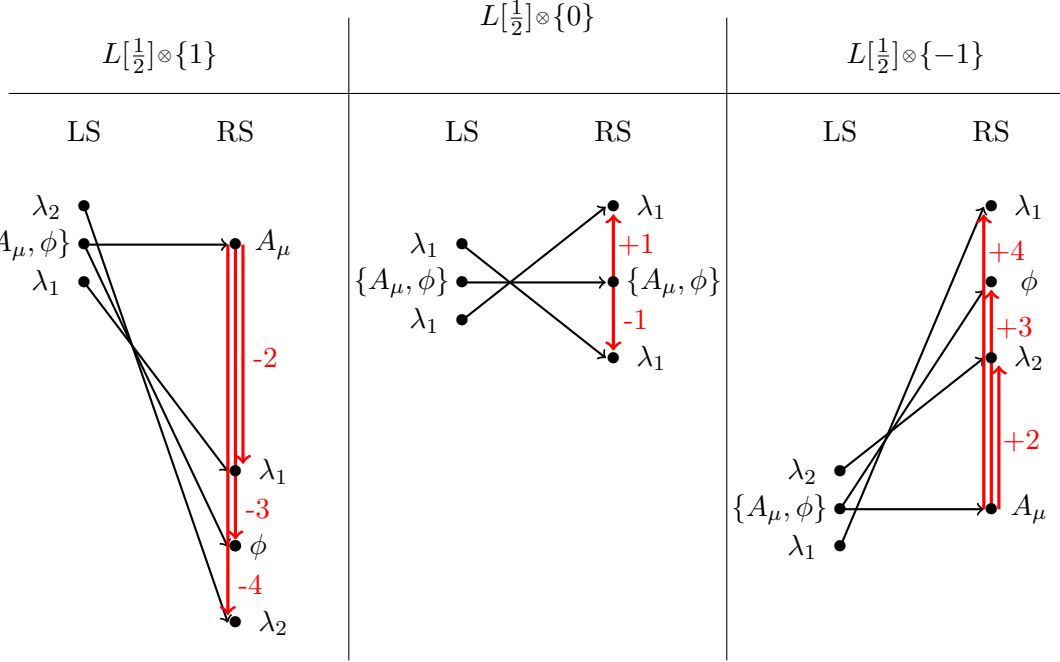 L[½]⊗{0}
L[½]⊗{1} L[½]⊗{−1}
LS RS LS RS LS RS
λ₂ λ₁ λ₁
A_μ, ϕ} A_μ λ₁ +1 +4
λ₁ {A_μ, ϕ} {A_μ, ϕ} ϕ
λ₁ -1 +3
-2 λ₁ λ₂
+2
λ₁ λ₂
-3 {A_μ, ϕ} A_μ
ϕ λ₁
-4
λ₂